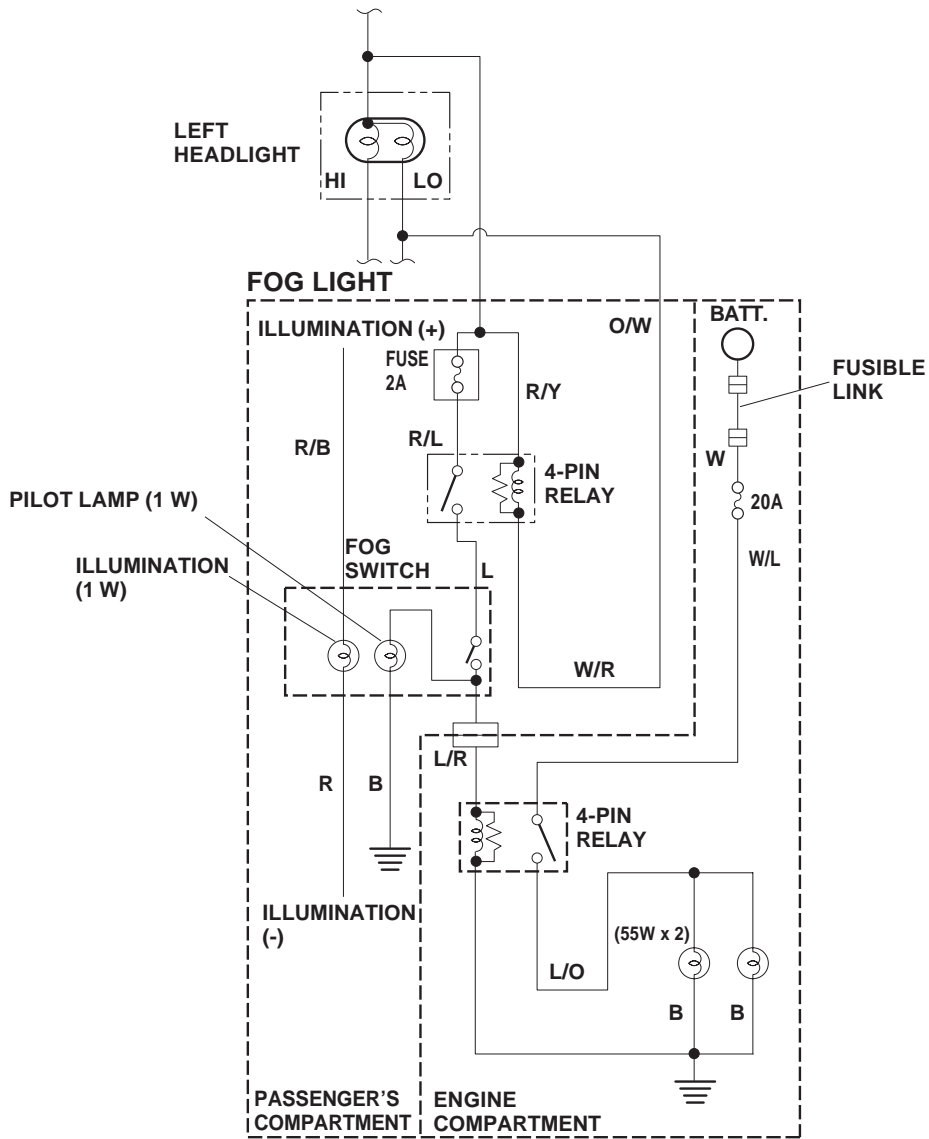 LEFT
HEADLIGHT
HI
LO
FOG LIGHT
ILLUMINATION (+)
O/W
BATT.
FUSE
2A
R/Y
FUSIBLE
LINK
R/B
R/L
W
4-PIN
RELAY
PILOT LAMP (1 W)
20A
FOG
SWITCH
L
W/L
ILLUMINATION
(1 W)
W/R
L/R
R
B
4-PIN
RELAY
ILLUMINATION
(-)
(55W x 2)
L/O
B
B
PASSENGER'S
COMPARTMENT
ENGINE
COMPARTMENT